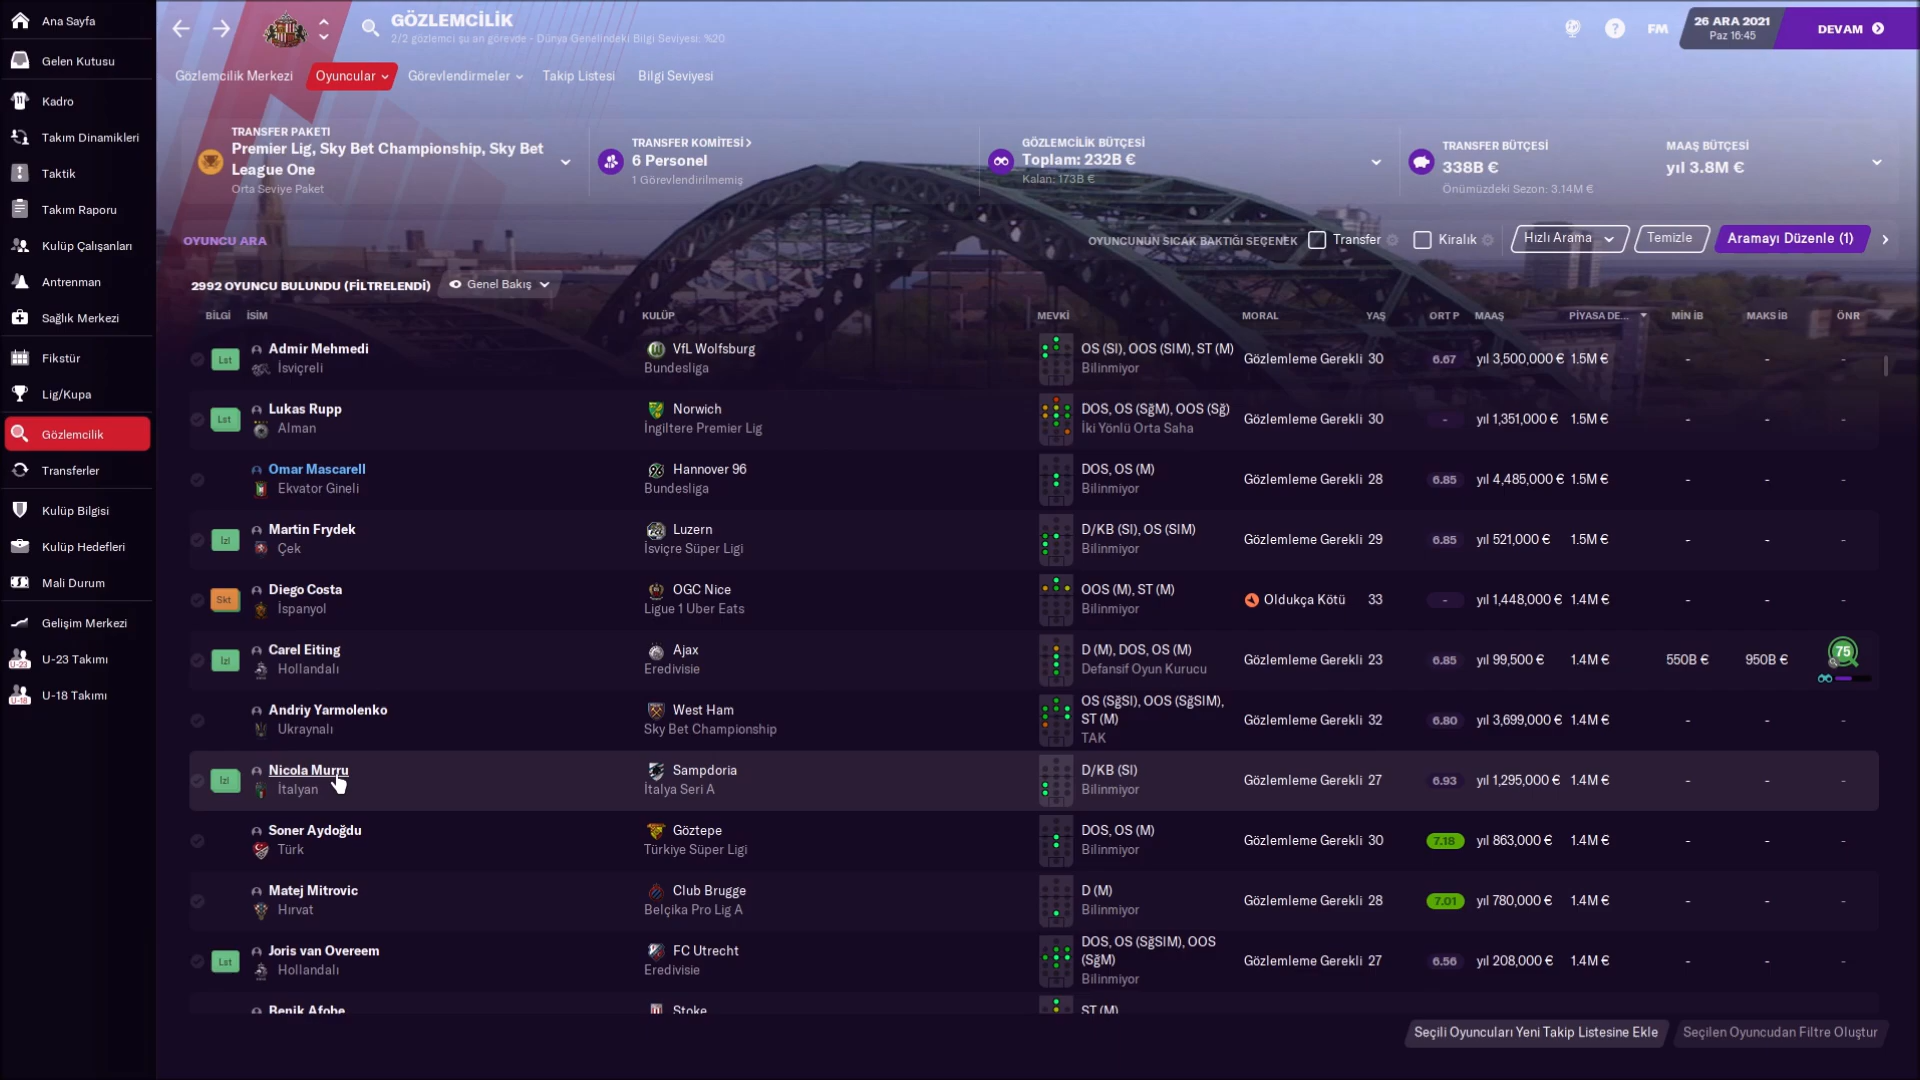 Ana Sayfa
Gelen Kutusu
Kadro
Takım Dinamikleri
Taktik
Takım Raporu
Kulüp Çalışanları
Antrenman
Sağlık Merkezi
Fikstür
Lig/Kupa
Gözlemcilik
Transferler
Kulüp Bilgisi
Kulüp Hedefleri
Mali Durum
Gelişim Merkezi
U-23 Takımı
U-18 Takımı
GÖZLEMCİLİK
2/2 gözlemci şu an görevde - Dünya Genelindeki Bilgi Seviyesi: %20
FM
26 ARA 2021
Paz 16:45
DEVAM
Gözlemcilik Merkezi Oyuncular Görevlendirmeler Takip Listesi Bilgi Seviyesi
TRANSFER PAKETİ
Premier Lig, Sky Bet Championship, Sky Bet
League One
Orta Seviye Paket
TRANSFER KOMİTESİ
6 Personel
1 Görevlendirilmemiş
GÖZLEMCİLİK BÜTÇESİ
Toplam: 232B €
Kalan: 173B €
TRANSFER BÜTÇESİ
338B €
Önümüzdeki Sezon: 3.14M €
MAAŞ BÜTÇESİ
yıl 3.8M €
OYUNCU ARA
OYUNCUNUN SICAK BAKTIĞI SEÇENEK Transfer Kiralık Hızlı Arama Temizle Aramayı Düzenle (1)
2992 OYUNCU BULUNDU (FİLTRELENDİ) Genel Bakış
BİLGİ İSİM KULÜP MEVKİ MORAL YAŞ ORT P MAAŞ PİYASA DE... MİN İB MAKS İB ÖNR
Lst Admir Mehmedi VfL Wolfsburg OS (Sl), OOS (SlM), ST (M) Gözlemleme Gerekli 30 6.67 yıl 3,500,000 € 1.5M € - - -
İsviçreli Bundesliga Bilinmiyor
Lst Lukas Rupp Norwich DOS, OS (SğM), OOS (Sğ) Gözlemleme Gerekli 30 - yıl 1,351,000 € 1.5M € - - -
Alman İngiltere Premier Lig İki Yönlü Orta Saha
Omar Mascarell Hannover 96 DOS, OS (M) Gözlemleme Gerekli 28 6.85 yıl 4,485,000 € 1.5M € - - -
Ekvator Gineli Bundesliga Bilinmiyor
İzl Martin Frydek Luzern D/KB (Sl), OS (SlM) Gözlemleme Gerekli 29 6.85 yıl 521,000 € 1.5M € - - -
Çek İsviçre Süper Ligi Bilinmiyor
Skt Diego Costa OGC Nice OOS (M), ST (M) Oldukça Kötü 33 - yıl 1,448,000 € 1.4M € - - -
İspanyol Ligue 1 Uber Eats Bilinmiyor
İzl Carel Eiting Ajax D (M), DOS, OS (M) Gözlemleme Gerekli 23 6.85 yıl 99,500 € 1.4M € 550B € 950B € 75
Hollandalı Eredivisie Defansif Oyun Kurucu
Andriy Yarmolenko West Ham OS (SğSl), OOS (SğSlM),
ST (M) Gözlemleme Gerekli 32 6.80 yıl 3,699,000 € 1.4M € - - -
Ukraynalı Sky Bet Championship TAK
İzl Nicola Murru Sampdoria D/KB (Sl) Gözlemleme Gerekli 27 6.93 yıl 1,295,000 € 1.4M € - - -
İtalyan İtalya Seri A Bilinmiyor
Soner Aydoğdu Göztepe DOS, OS (M) Gözlemleme Gerekli 30 7.18 yıl 863,000 € 1.4M € - - -
Türk Türkiye Süper Ligi Bilinmiyor
Matej Mitrovic Club Brugge D (M) Gözlemleme Gerekli 28 7.01 yıl 780,000 € 1.4M € - - -
Hırvat Belçika Pro Lig A Bilinmiyor
Lst Joris van Overeem FC Utrecht DOS, OS (SğSlM), OOS
(SğM) Gözlemleme Gerekli 27 6.56 yıl 208,000 € 1.4M € - - -
Hollandalı Eredivisie Bilinmiyor
Benik Afobe Stoke ST (M)
Seçili Oyuncuları Yeni Takip Listesine Ekle Seçilen Oyuncudan Filtre Oluştur